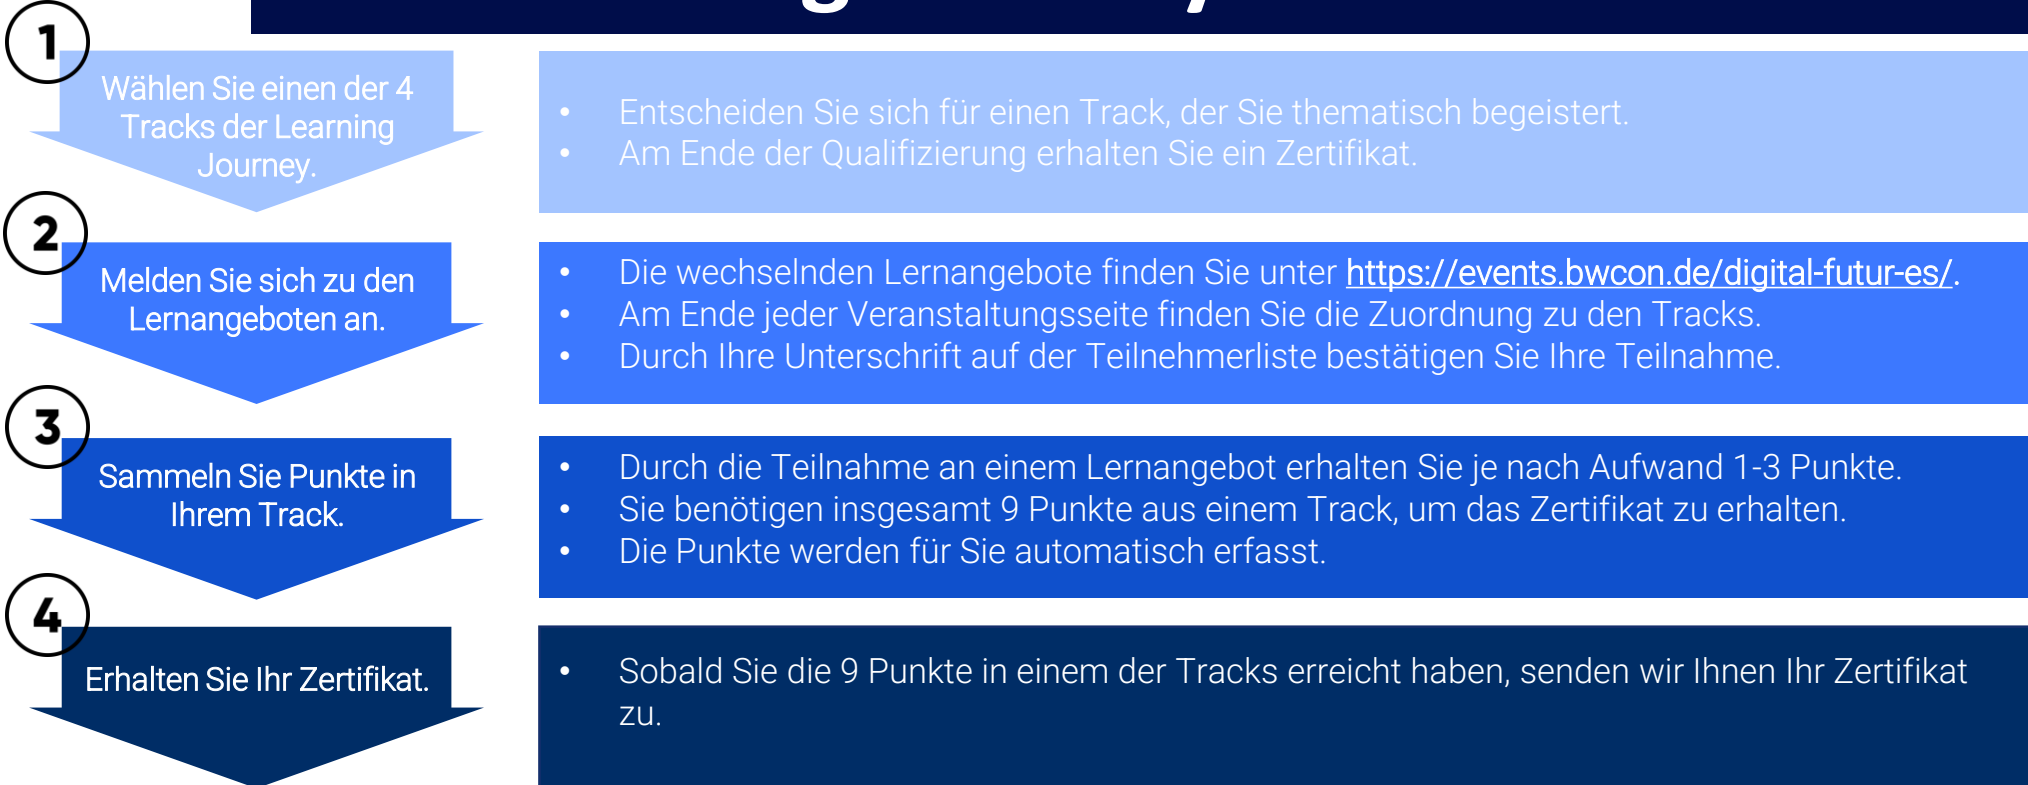 1
Wählen Sie einen der 4
Tracks der Learning
Journey.
• Entscheiden Sie sich für einen Track, der Sie thematisch begeistert.
• Am Ende der Qualifizierung erhalten Sie ein Zertifikat.
2
Melden Sie sich zu den
Lernangeboten an.
• Die wechselnden Lernangebote finden Sie unter https://events.bwcon.de/digital-futur-es/.
• Am Ende jeder Veranstaltungsseite finden Sie die Zuordnung zu den Tracks.
• Durch Ihre Unterschrift auf der Teilnehmerliste bestätigen Sie Ihre Teilnahme.
3
Sammeln Sie Punkte in
Ihrem Track.
• Durch die Teilnahme an einem Lernangebot erhalten Sie je nach Aufwand 1-3 Punkte.
• Sie benötigen insgesamt 9 Punkte aus einem Track, um das Zertifikat zu erhalten.
• Die Punkte werden für Sie automatisch erfasst.
4
Erhalten Sie Ihr Zertifikat.
• Sobald Sie die 9 Punkte in einem der Tracks erreicht haben, senden wir Ihnen Ihr Zertifikat
zu.